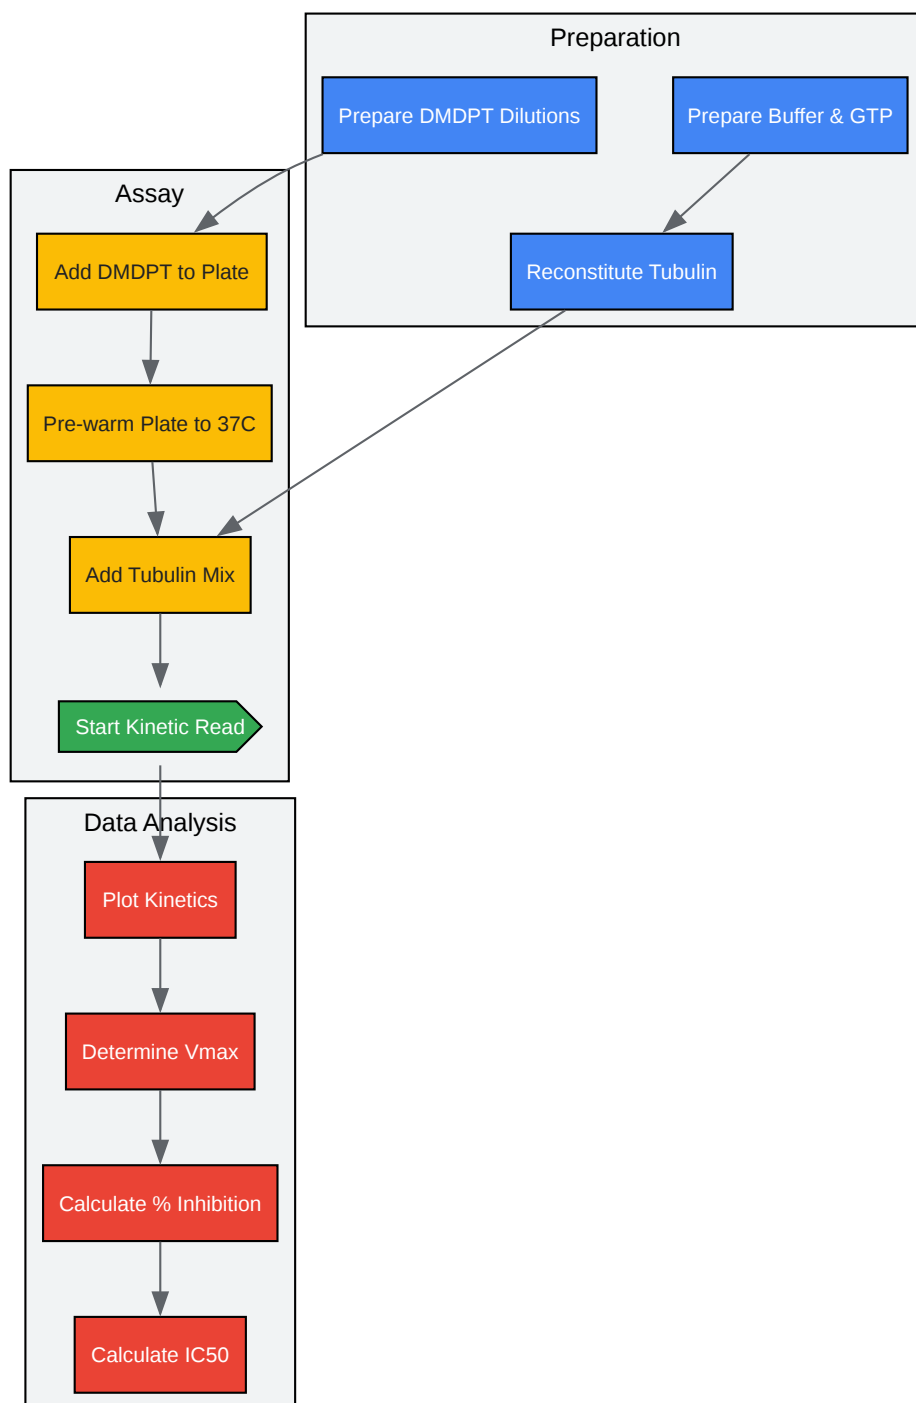 Preparation
Prepare DMDPT Dilutions
Prepare Buffer & GTP
Reconstitute Tubulin
Assay
Add DMDPT to Plate
Pre-warm Plate to 37C
Add Tubulin Mix
Start Kinetic Read
Data Analysis
Plot Kinetics
Determine Vmax
Calculate % Inhibition
Calculate IC50